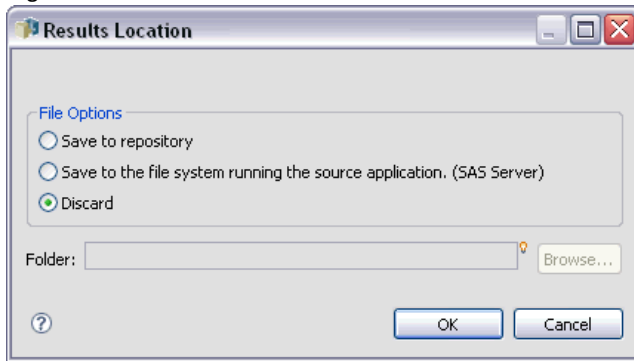 Results Location
File Options
Save to repository
Save to the file system running the source application. (SAS Server)
Discard
Folder:
Browse...
?
OK
Cancel